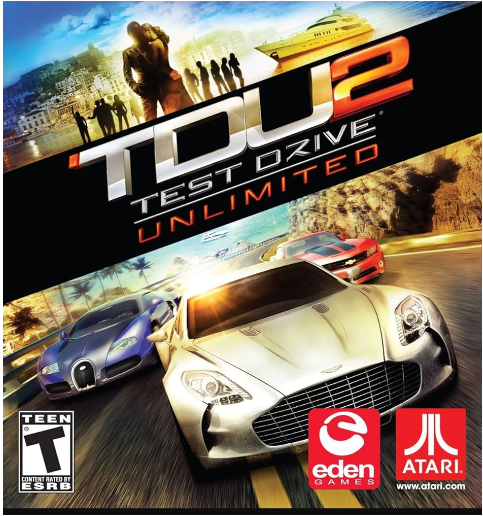 TDU2
TEST DRIVE
UNLIMITED
TEEN
T
CONTENT RATED BY
ESRB
eden
GAMES
ATARI
www.atari.com